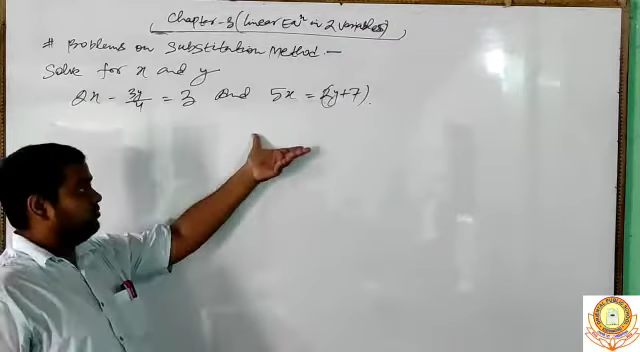 Chapter-3 (Linear Eqⁿ in 2 variables)
# Problems on Substitution Method.—
Solve for x and y
2x - 3y/4 = 3 and 5x = (2y+7).